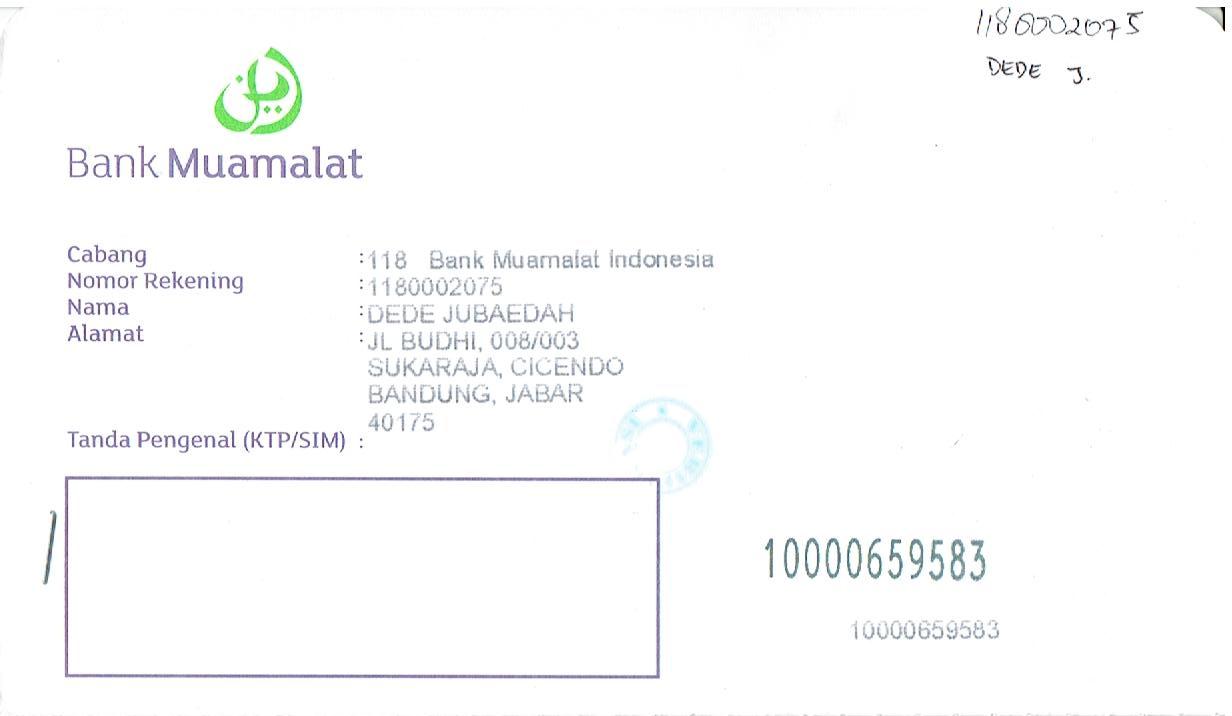 1180002075
DEDE J.
Bank Muamalat
Cabang : 118 Bank Muamalat Indonesia
Nomor Rekening : 1180002075
Nama : DEDE JUBAEDAH
Alamat : JL BUDHI, 008/003
SUKARAJA, CICENDO
BANDUNG, JABAR
40175
Tanda Pengenal (KTP/SIM) :
10000659583
10000659583